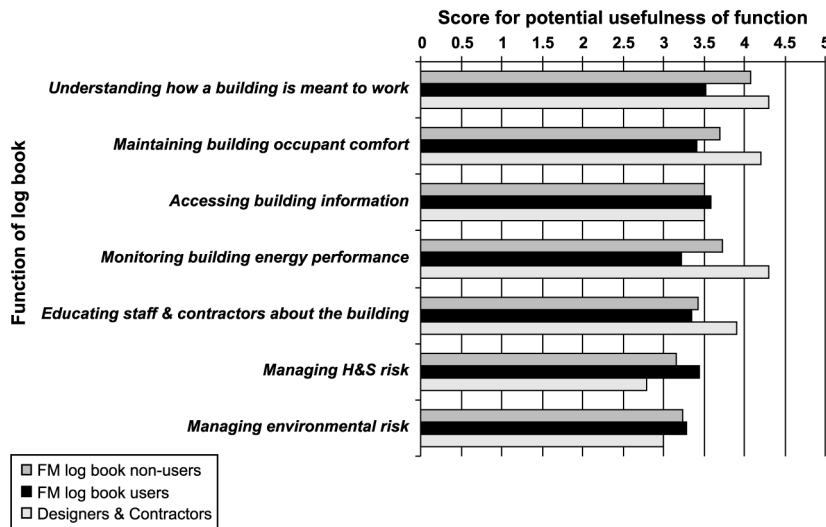 Score for potential usefulness of function
0 0.5 1 1.5 2 2.5 3 3.5 4 4.5 5
Function of log book
Understanding how a building is meant to work
Maintaining building occupant comfort
Accessing building information
Monitoring building energy performance
Educating staff & contractors about the building
Managing H&S risk
Managing environmental risk
FM log book non-users
FM log book users
Designers & Contractors